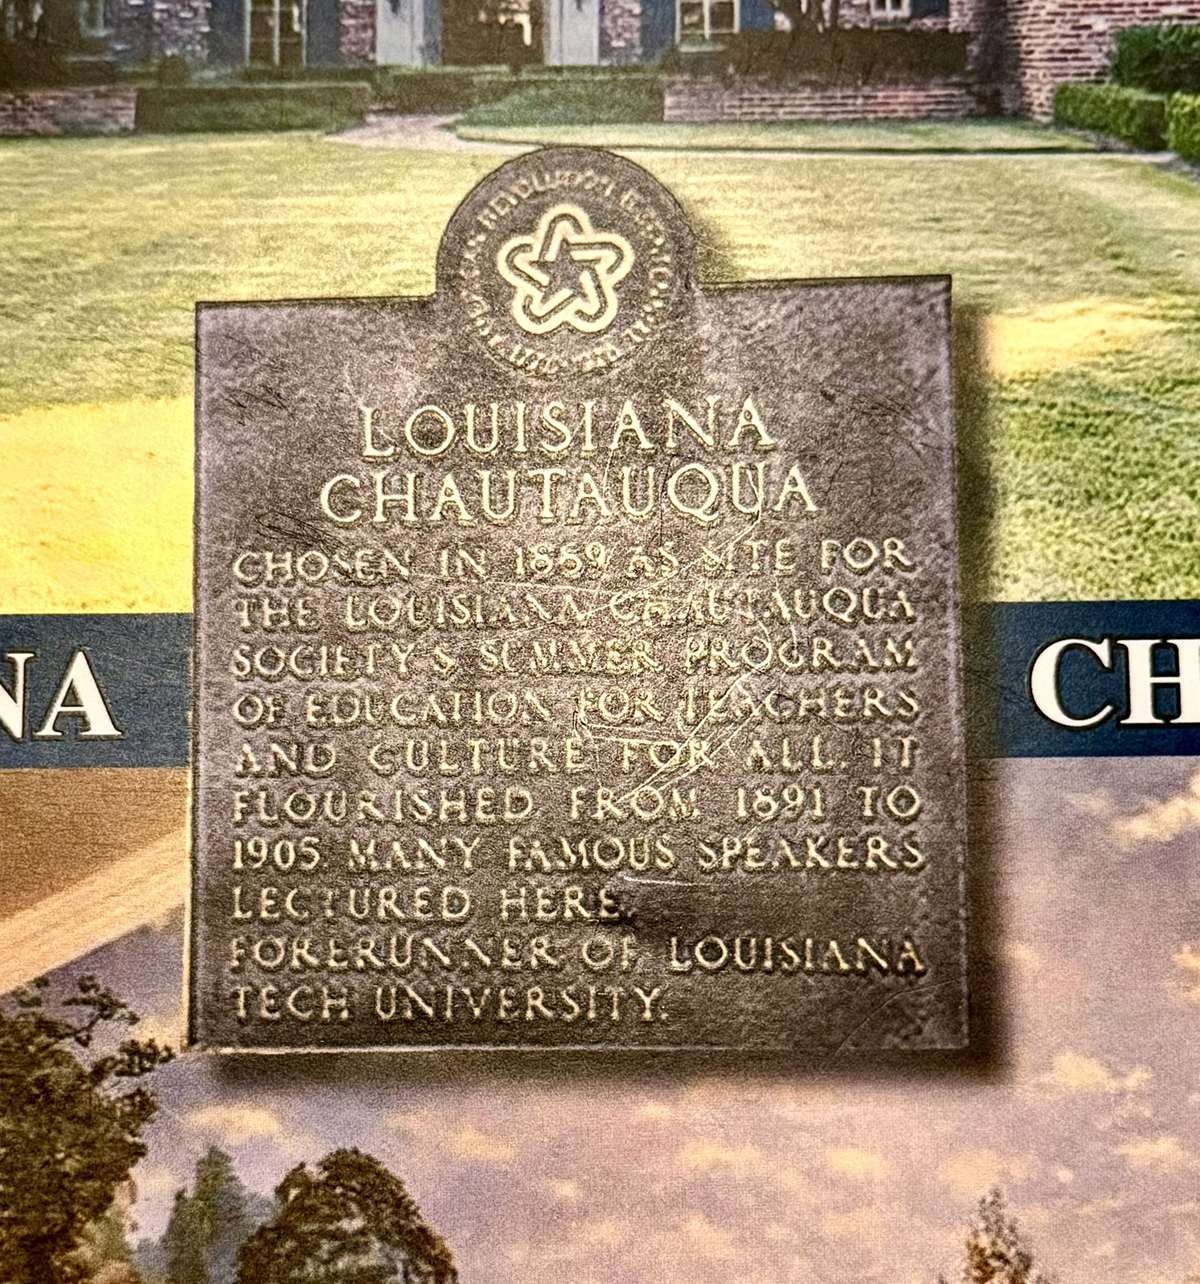 REVOLUTION
LOUISIANA
CHAUTAUQUA
CHOSEN IN 1889 AS SITE FOR
THE LOUISIANA CHAUTAUQUA
SOCIETY'S SUMMER PROGRAM
OF EDUCATION FOR TEACHERS
AND CULTURE FOR ALL. IT
FLOURISHED FROM 1891 TO
1905. MANY FAMOUS SPEAKERS
LECTURED HERE.
FORERUNNER OF LOUISIANA
TECH UNIVERSITY.
NA
CH